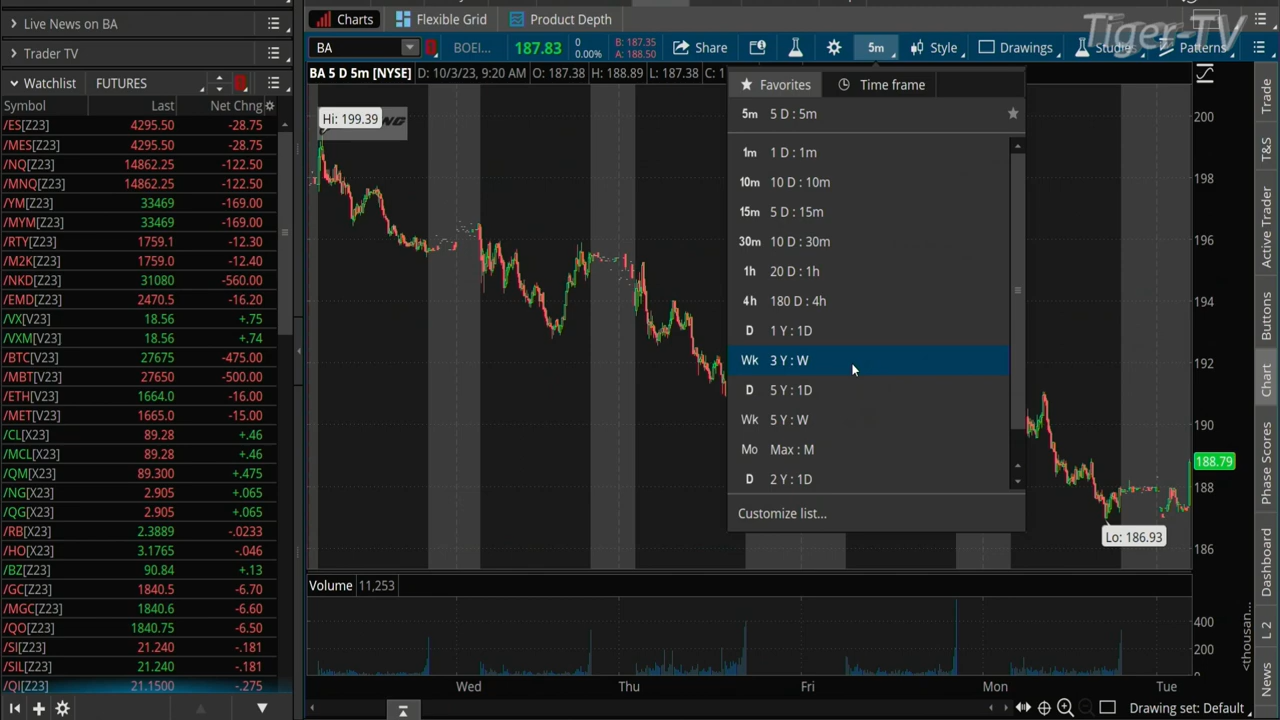 Live News on BA
Trader TV
Watchlist FUTURES
Symbol Last Net Chng
/ES[Z23] 4295.50 -28.75
/MES[Z23] 4295.50 -28.75
/NQ[Z23] 14862.25 -122.50
/MNQ[Z23] 14862.25 -122.50
/YM[Z23] 33469 -169.00
/MYM[Z23] 33469 -169.00
/RTY[Z23] 1759.1 -12.30
/M2K[Z23] 1759.0 -12.40
/NKD[Z23] 31080 -560.00
/EMD[Z23] 2470.5 -16.20
/VX[V23] 18.56 +.75
/VXM[V23] 18.56 +.74
/BTC[V23] 27675 -475.00
/MBT[V23] 27650 -500.00
/ETH[V23] 1664.0 -16.00
/MET[V23] 1665.0 -15.00
/CL[X23] 89.28 +.46
/MCL[X23] 89.28 +.46
/QM[X23] 89.300 +.475
/NG[X23] 2.905 +.065
/QG[X23] 2.905 +.065
/RB[X23] 2.3889 -.0233
/HO[X23] 3.1765 -.046
/BZ[Z23] 90.84 +.13
/GC[Z23] 1840.5 -6.70
/MGC[Z23] 1840.6 -6.60
/QO[Z23] 1840.75 -6.50
/SI[Z23] 21.240 -.181
/SIL[Z23] 21.240 -.181
/QI[Z23] 21.1500 -.275
Charts Flexible Grid Product Depth
Tiger-TV
BA BOEI... 187.83 0 0.00% B: 187.35 A: 188.50 Share 5m Style Drawings Studies Patterns
BA 5 D 5m [NYSE] D: 10/3/23, 9:20 AM O: 187.38 H: 188.89 L: 187.38 C: 1
Hi: 199.39
Favorites Time frame
5m 5 D : 5m
1m 1 D : 1m
10m 10 D : 10m
15m 5 D : 15m
30m 10 D : 30m
1h 20 D : 1h
4h 180 D : 4h
D 1 Y : 1D
Wk 3 Y : W
D 5 Y : 1D
Wk 5 Y : W
Mo Max : M
D 2 Y : 1D
Customize list...
200
198
196
194
192
190
188.79
188
186
Lo: 186.93
Volume 11,253
400
200
<thousan...
Wed Thu Fri Mon Tue
Drawing set: Default
Trade
T&S
Active Trader
Buttons
Chart
Phase Scores
Dashboard
L 2
News